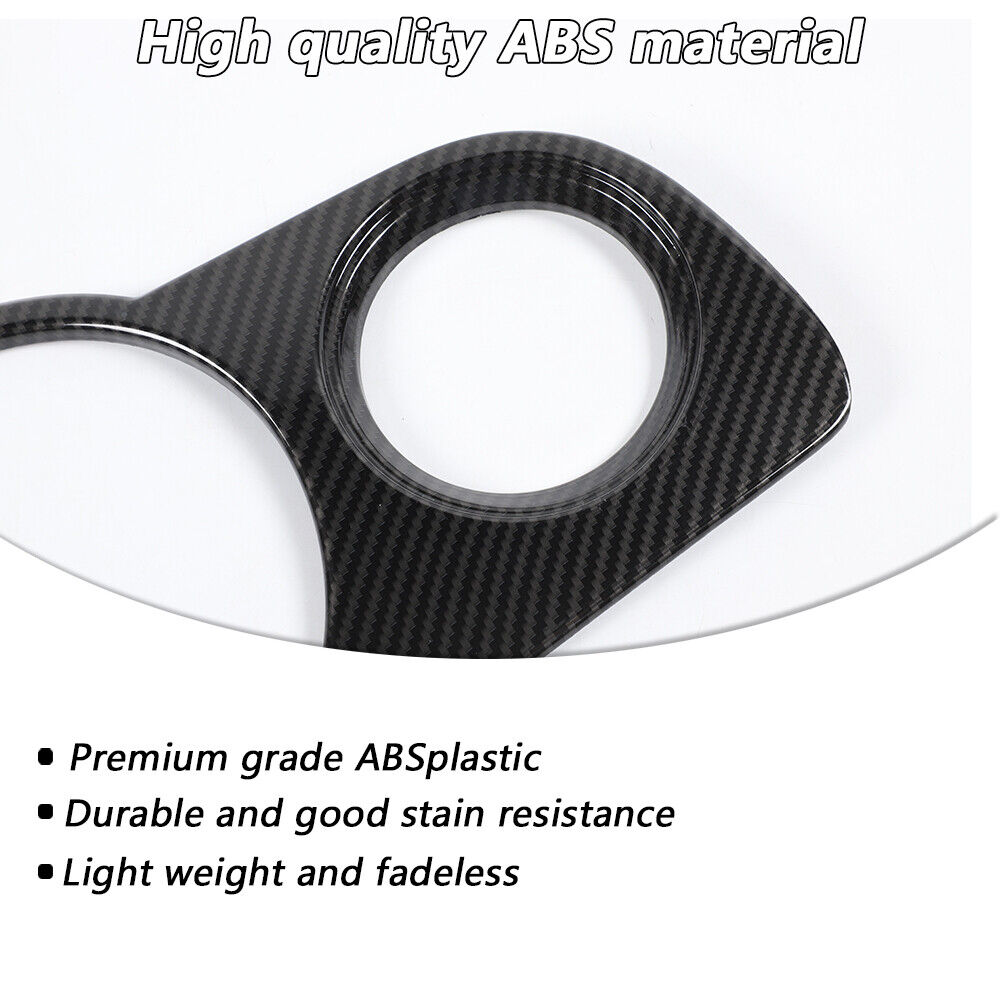 High quality ABS material
• Premium grade ABSplastic
• Durable and good stain resistance
• Light weight and fadeless